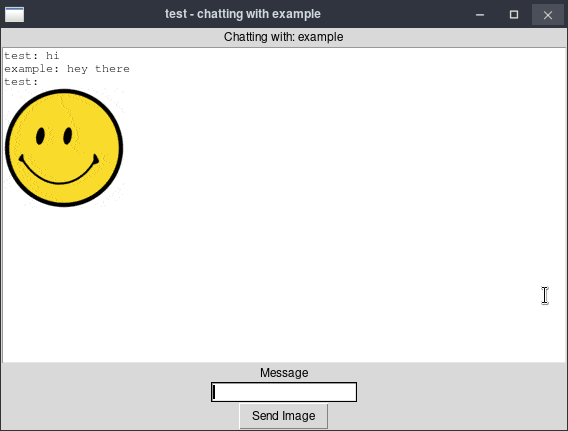 test - chatting with example
Chatting with: example
test: hi
example: hey there
test:
Message
Send Image